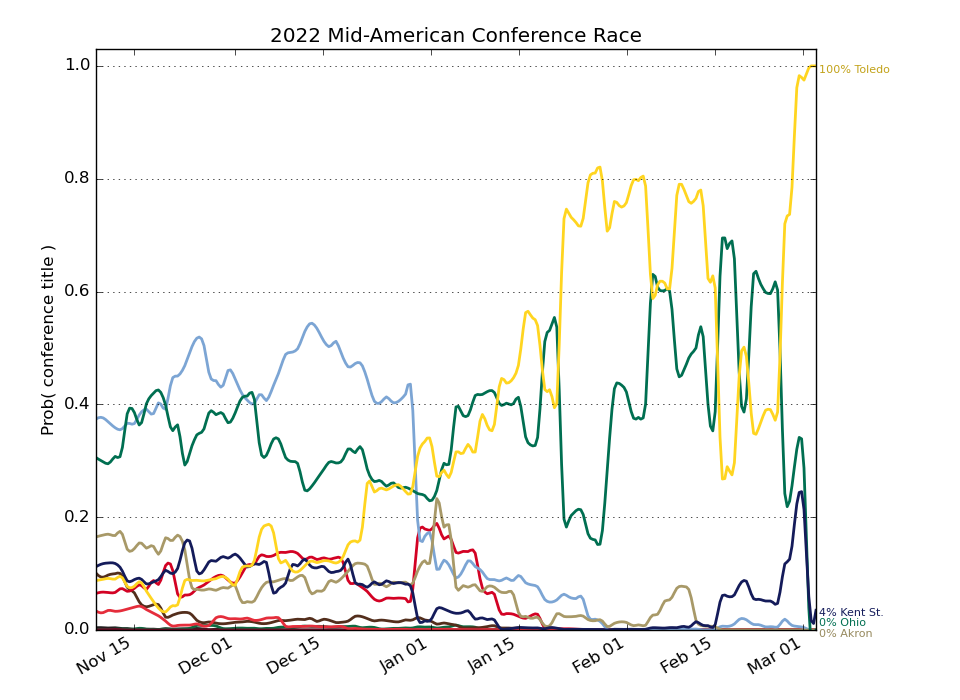 2022 Mid-American Conference Race
Prob( conference title )
1.0
0.8
0.6
0.4
0.2
0.0
Nov 15
Dec 01
Dec 15
Jan 01
Jan 15
Feb 01
Feb 15
Mar 01
100% Toledo
4% Kent St.
0% Ohio
0% Akron